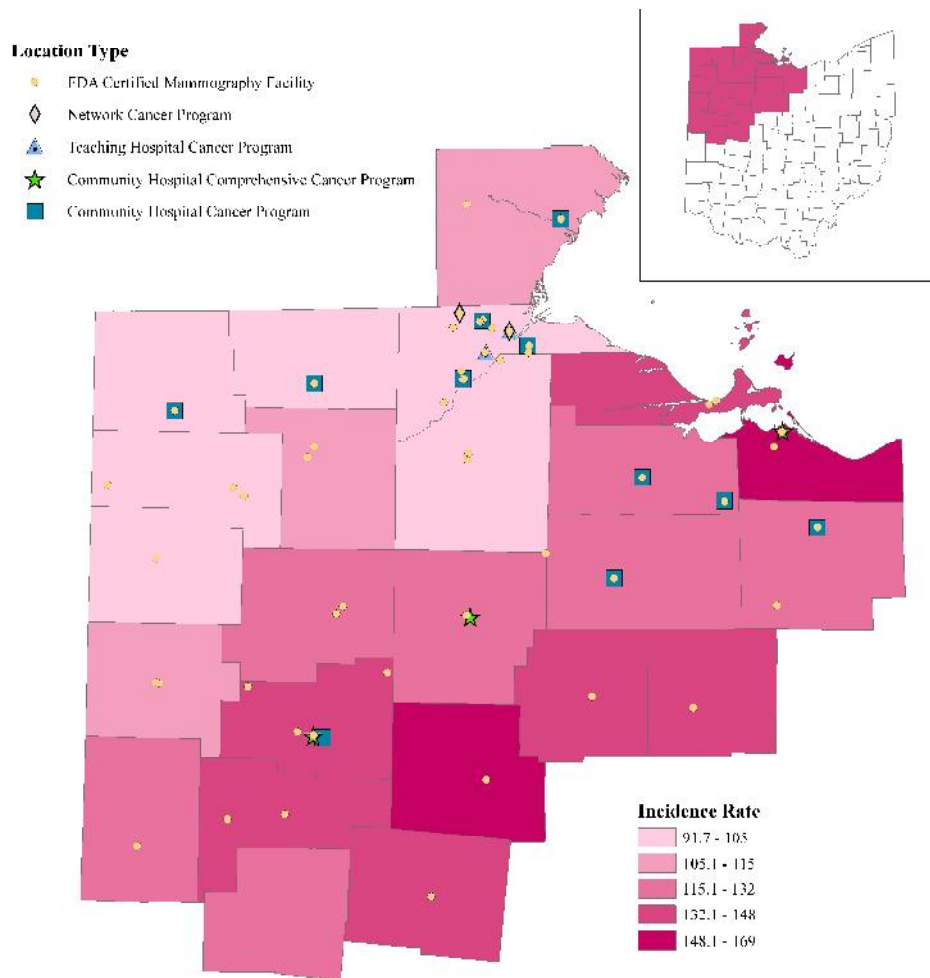 Location Type
FDA Certified Mammography Facility
Network Cancer Program
Teaching Hospital Cancer Program
Community Hospital Comprehensive Cancer Program
Community Hospital Cancer Program
Incidence Rate
91.7 - 105
105.1 - 115
115.1 - 132
132.1 - 148
148.1 - 169